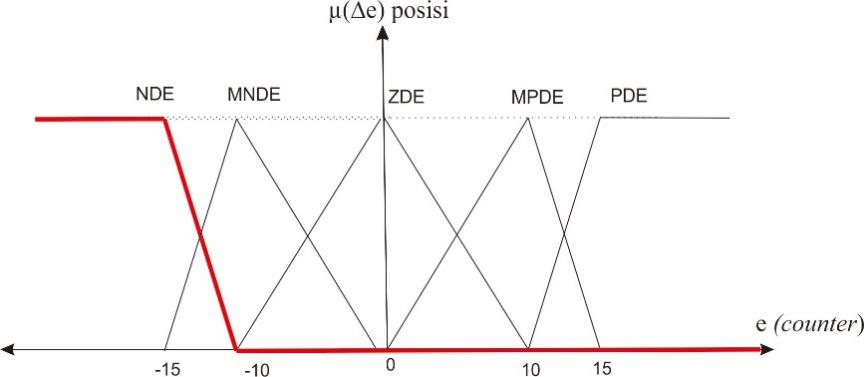 μ(Δe) posisi
NDE MNDE ZDE MPDE PDE
e (counter)
-15 -10 0 10 15